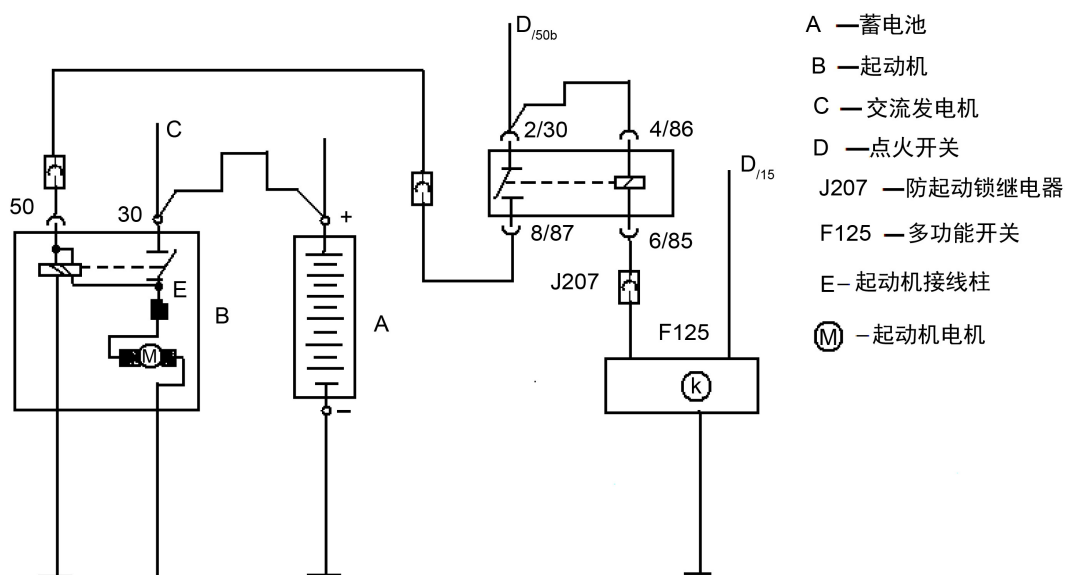 D/50b
C
2/30
4/86
D/15
50
30
+
8/87
6/85
E
J207
B
A
F125
M
k
−
A —蓄电池
B —起动机
C — 交流发电机
D —点火开关
J207 —防起动锁继电器
F125 —多功能开关
E– 起动机接线柱
M –起动机电机